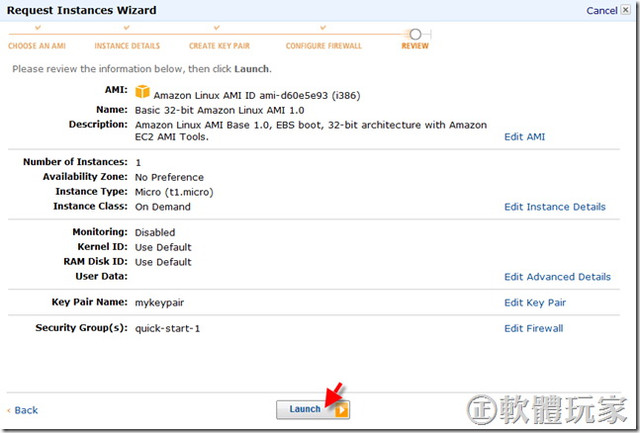 Request Instances Wizard
Cancel
CHOOSE AN AMI
INSTANCE DETAILS
CREATE KEY PAIR
CONFIGURE FIREWALL
REVIEW
Please review the information below, then click Launch.
AMI: Amazon Linux AMI ID ami-d60e5e93 (i386)
Name: Basic 32-bit Amazon Linux AMI 1.0
Description: Amazon Linux AMI Base 1.0, EBS boot, 32-bit architecture with Amazon
EC2 AMI Tools.
Edit AMI
Number of Instances: 1
Availability Zone: No Preference
Instance Type: Micro (t1.micro)
Instance Class: On Demand
Edit Instance Details
Monitoring: Disabled
Kernel ID: Use Default
RAM Disk ID: Use Default
User Data:
Edit Advanced Details
Key Pair Name: mykeypair
Edit Key Pair
Security Group(s): quick-start-1
Edit Firewall
Back
Launch
正軟體玩家